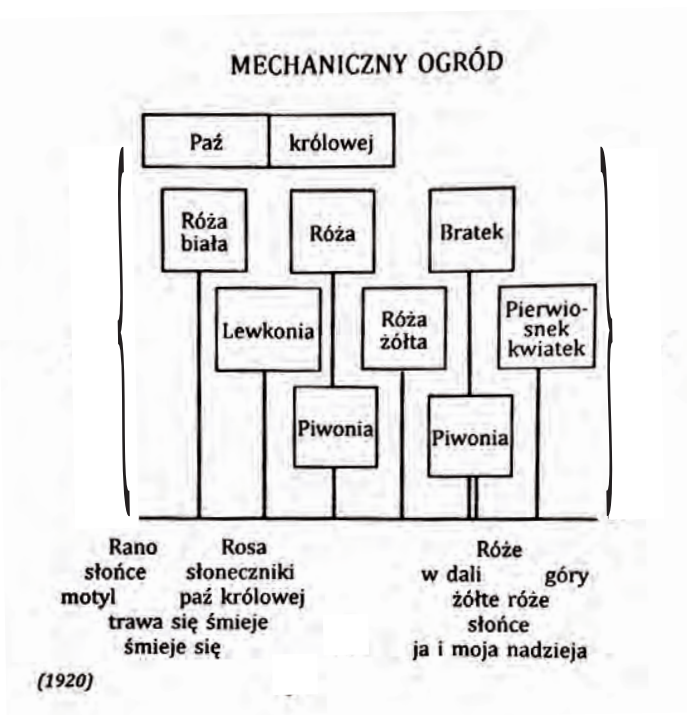 MECHANICZNY OGRÓD
Paź królowej
Róża
biała
Róża
Bratek
Lewkonia
Róża
żółta
Pierwio-
snek
kwiatek
Piwonia
Piwonia
Rano Rosa
słońce słoneczniki
motyl paź królowej
trawa się śmieje
śmieje się
Róże
w dali góry
żółte róże
słońce
ja i moja nadzieja
(1920)